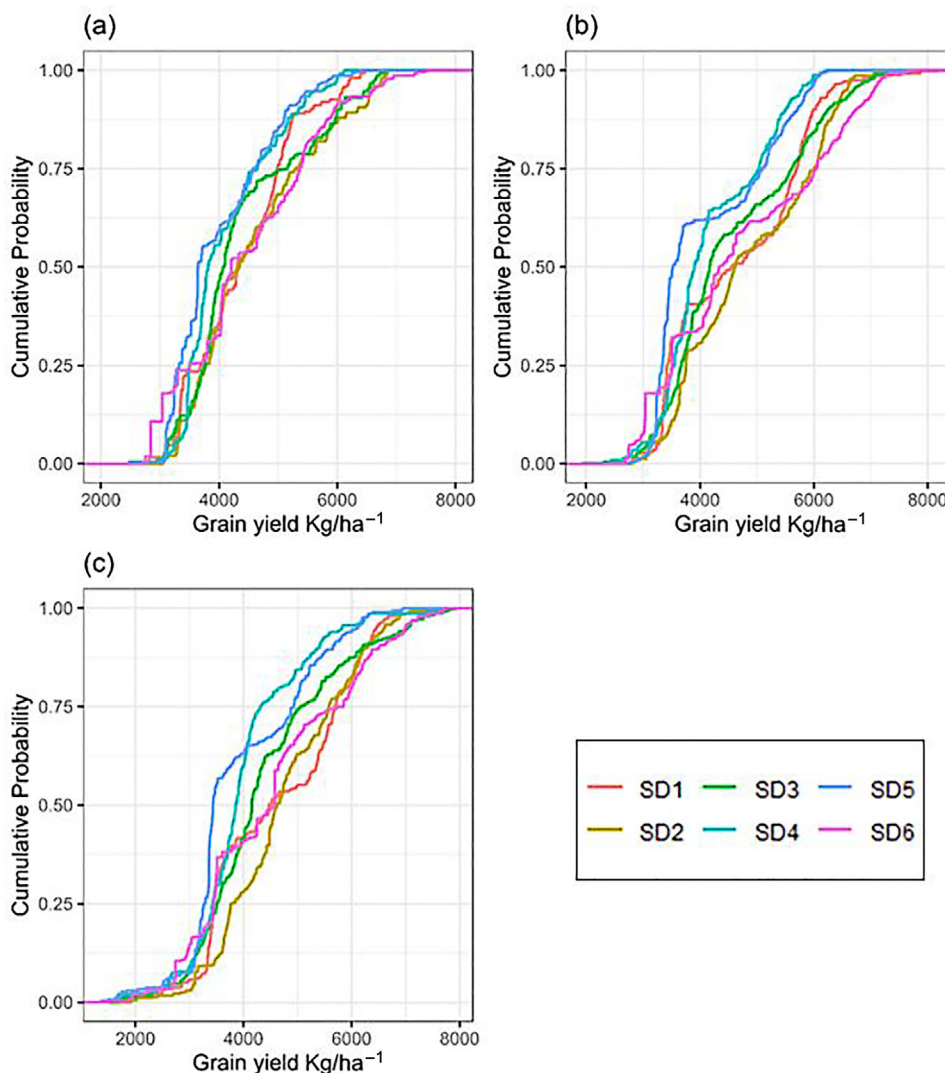 (a)
1.00
0.75
0.50
0.25
0.00
Cumulative Probability
2000 4000 6000 8000
Grain yield Kg/ha⁻¹
(b)
1.00
0.75
0.50
0.25
0.00
Cumulative Probability
2000 4000 6000 8000
Grain yield Kg/ha⁻¹
(c)
1.00
0.75
0.50
0.25
0.00
Cumulative Probability
2000 4000 6000 8000
Grain yield Kg/ha⁻¹
SD1 SD3 SD5
SD2 SD4 SD6